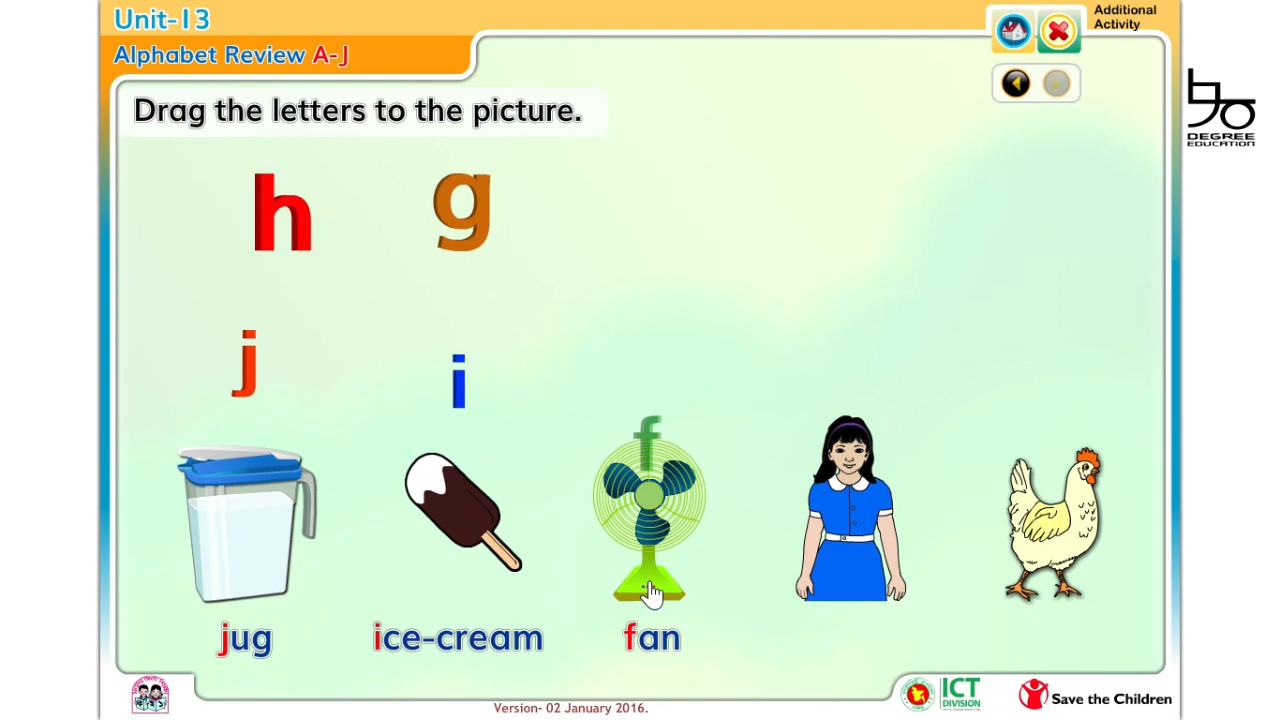 Unit-13
Additional
Activity
Alphabet Review A-J
Drag the letters to the picture.
DEGREE
EDUCATION
h g
j i
f
jug ice-cream fan
ICT
DIVISION
Save the Children
Version- 02 January 2016.